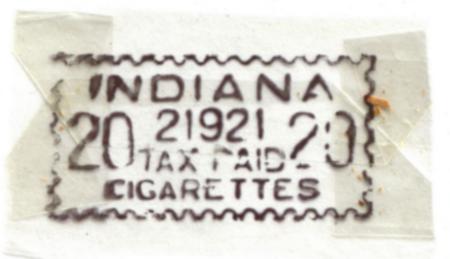 INDIANA
20 21921 20
TAX PAID
CIGARETTES